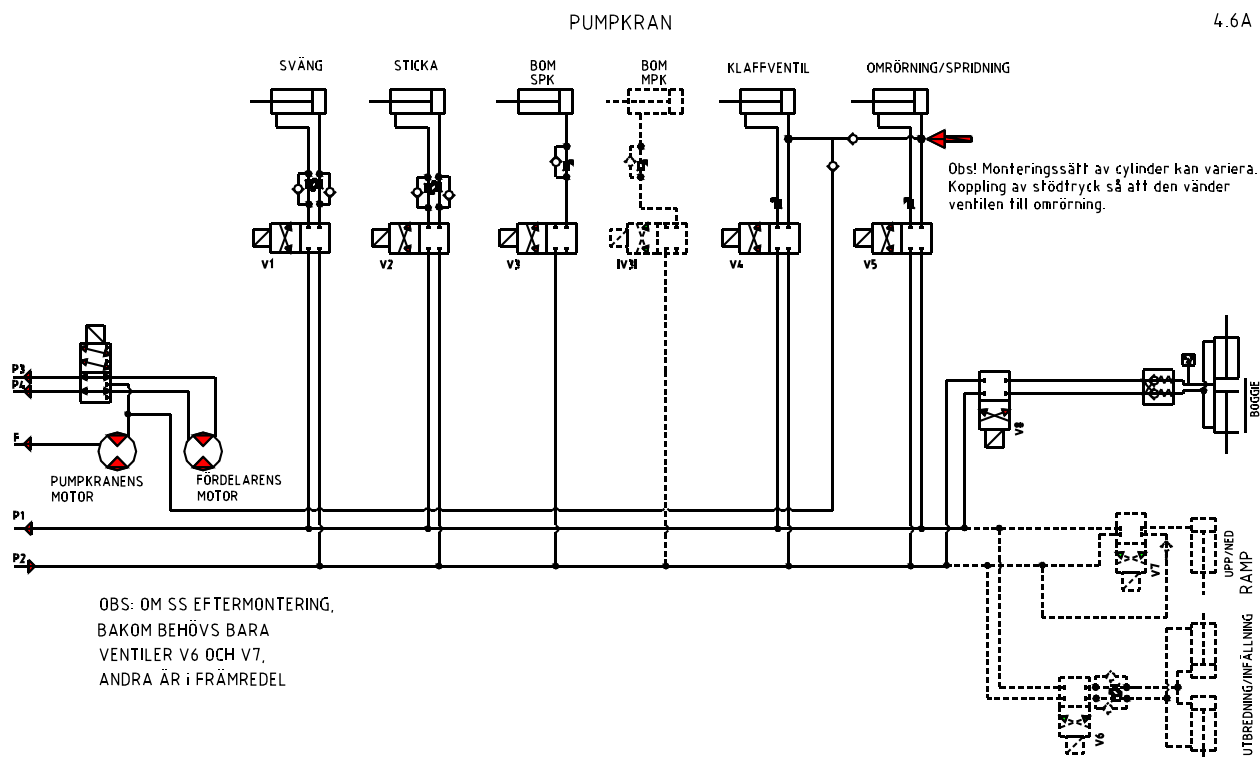 PUMPKRAN
4.6A
SVÄNG
STICKA
BOM
SPK
BOM
MPK
KLAFFVENTIL
OMRÖRNING/SPRIDNING
Obs! Monteringssätt av cylinder kan variera.
Koppling av stödtryck så att den vänder
ventilen till omrörning.
V1
V2
V3
(V3)
V4
V5
P3
P4
F
PUMPKRANENS
MOTOR
FÖRDELARENS
MOTOR
P1
P2
V8
BOGGIE
V7
UPP/NED
RAMP
V6
UTBREDNING/INFÄLLNING
OBS: OM SS EFTERMONTERING,
BAKOM BEHÖVS BARA
VENTILER V6 OCH V7,
ANDRA ÄR i FRÄMREDEL